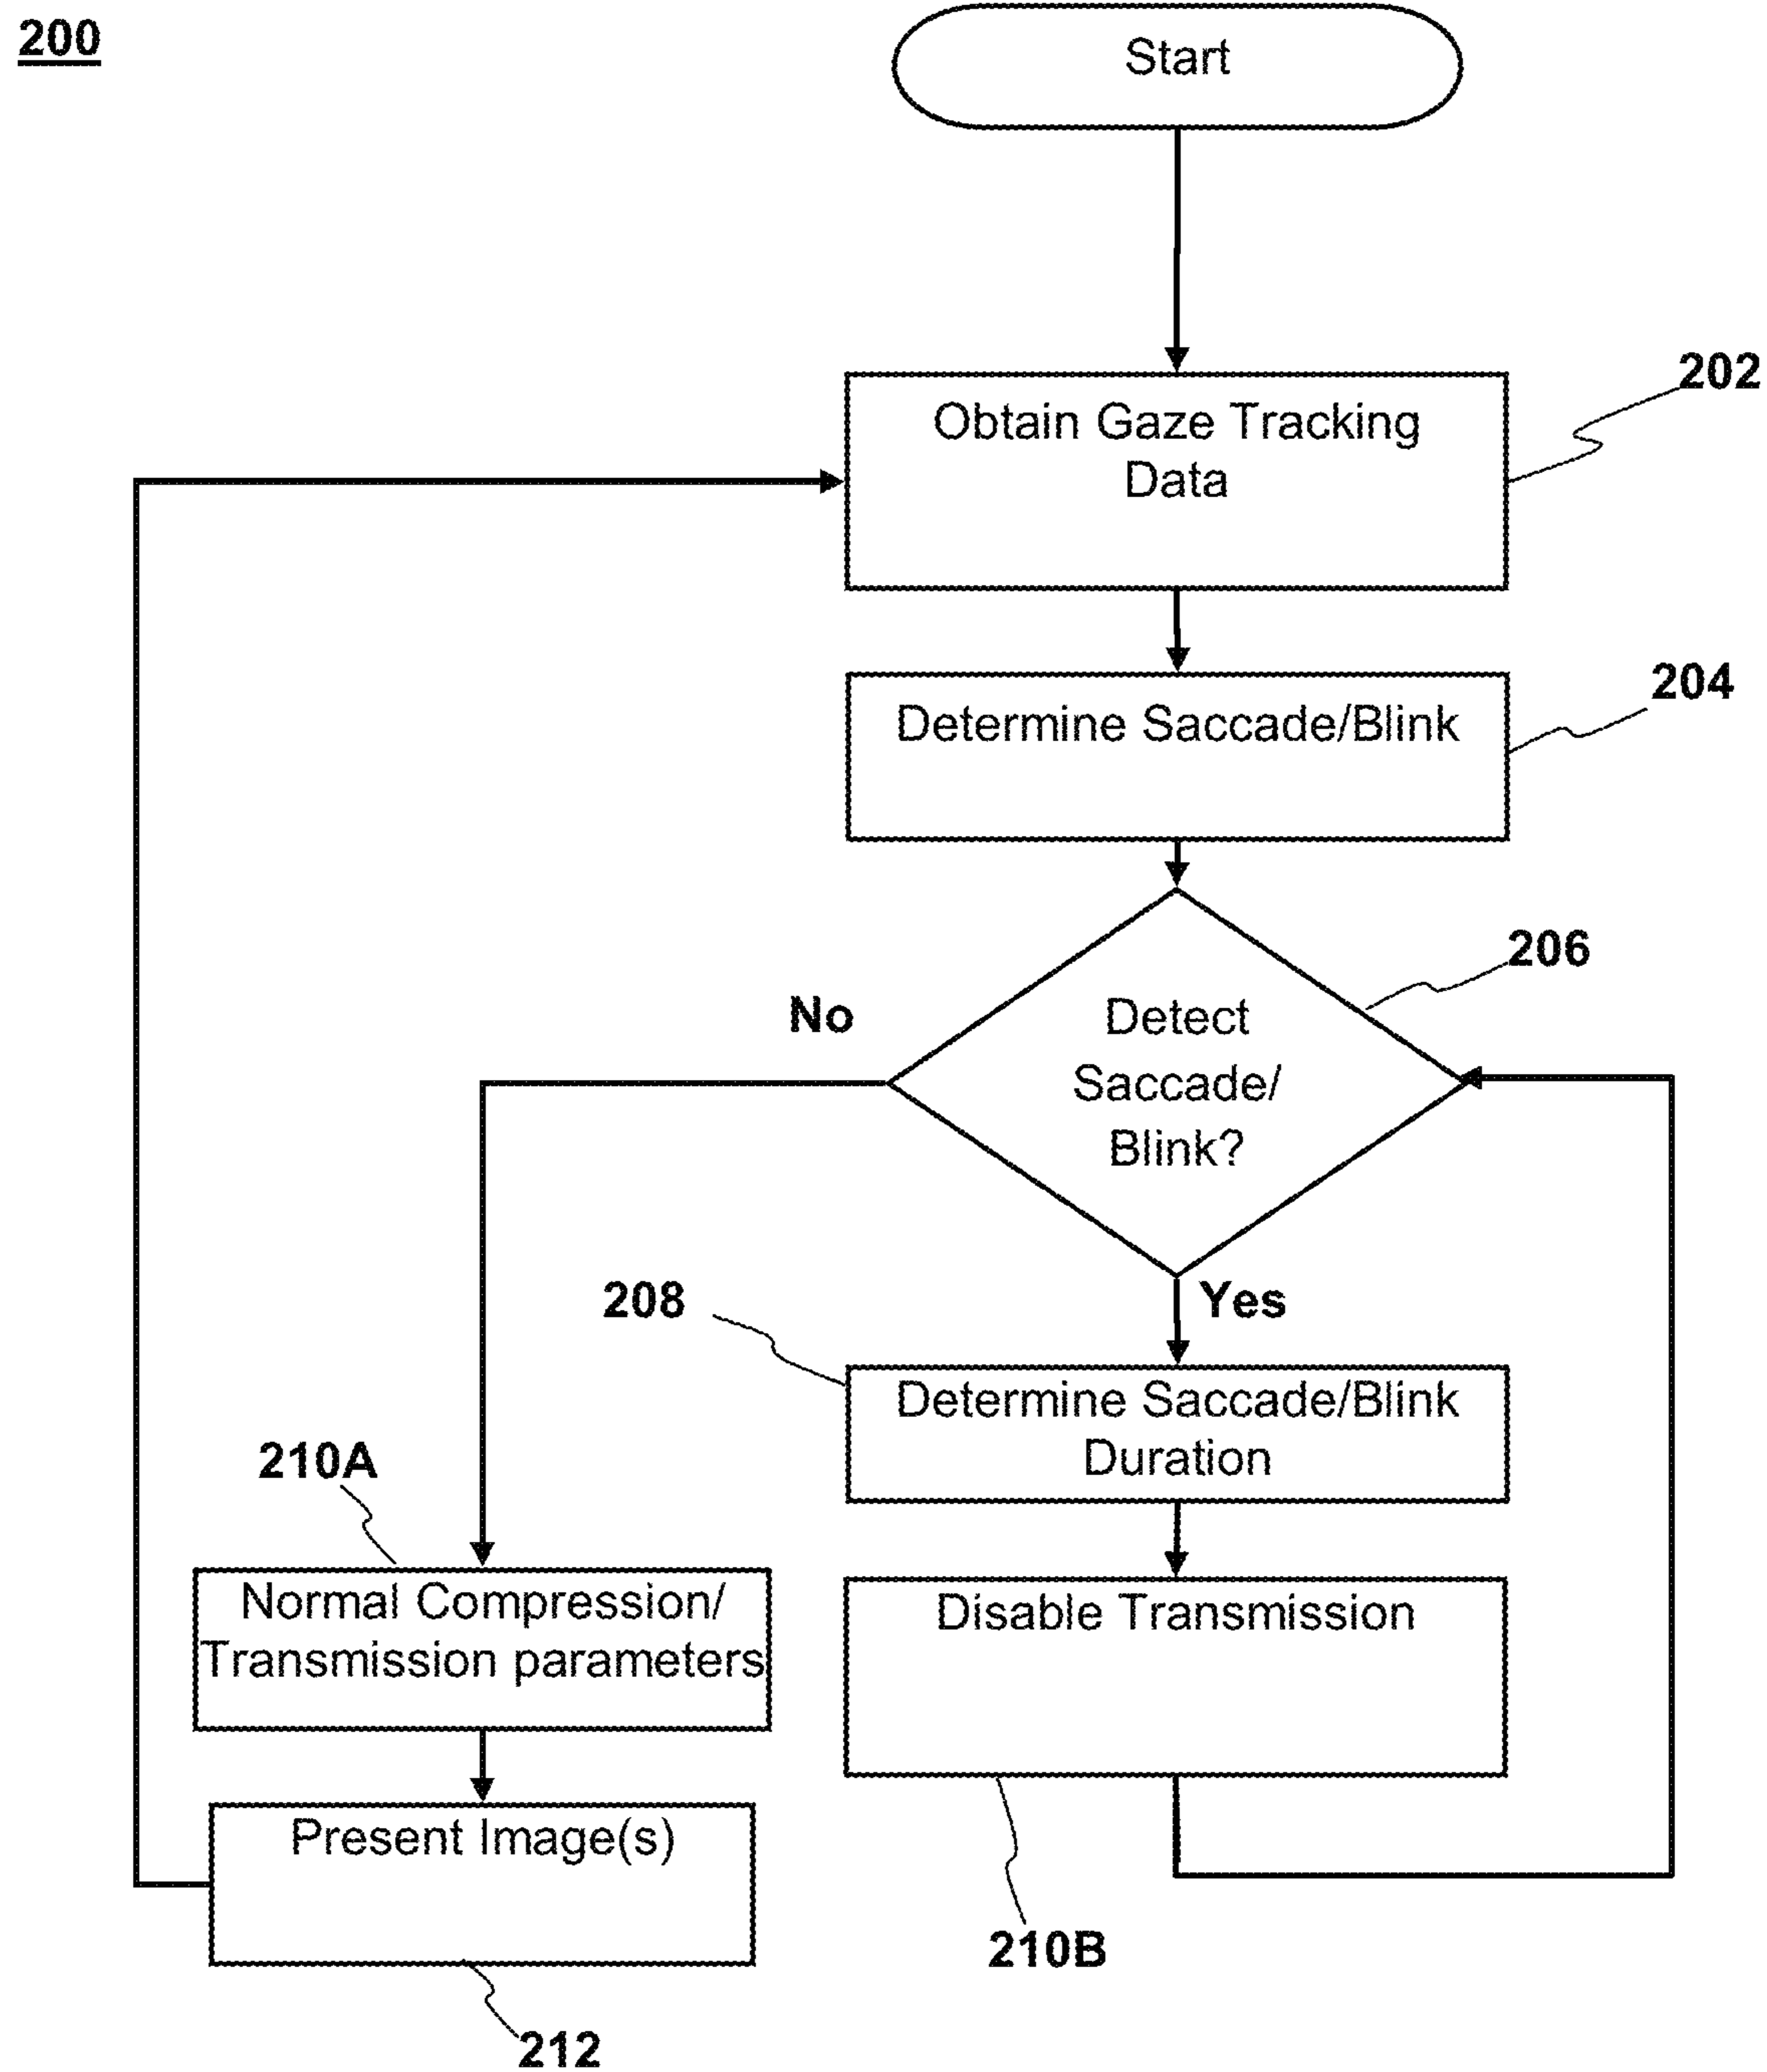 200
Start
202
Obtain Gaze Tracking
Data
204
Determine Saccade/Blink
206
No
Detect
Saccade/
Blink?
Yes
208
Determine Saccade/Blink
Duration
210A
Normal Compression/
Transmission parameters
Disable Transmission
Present Image(s)
210B
212